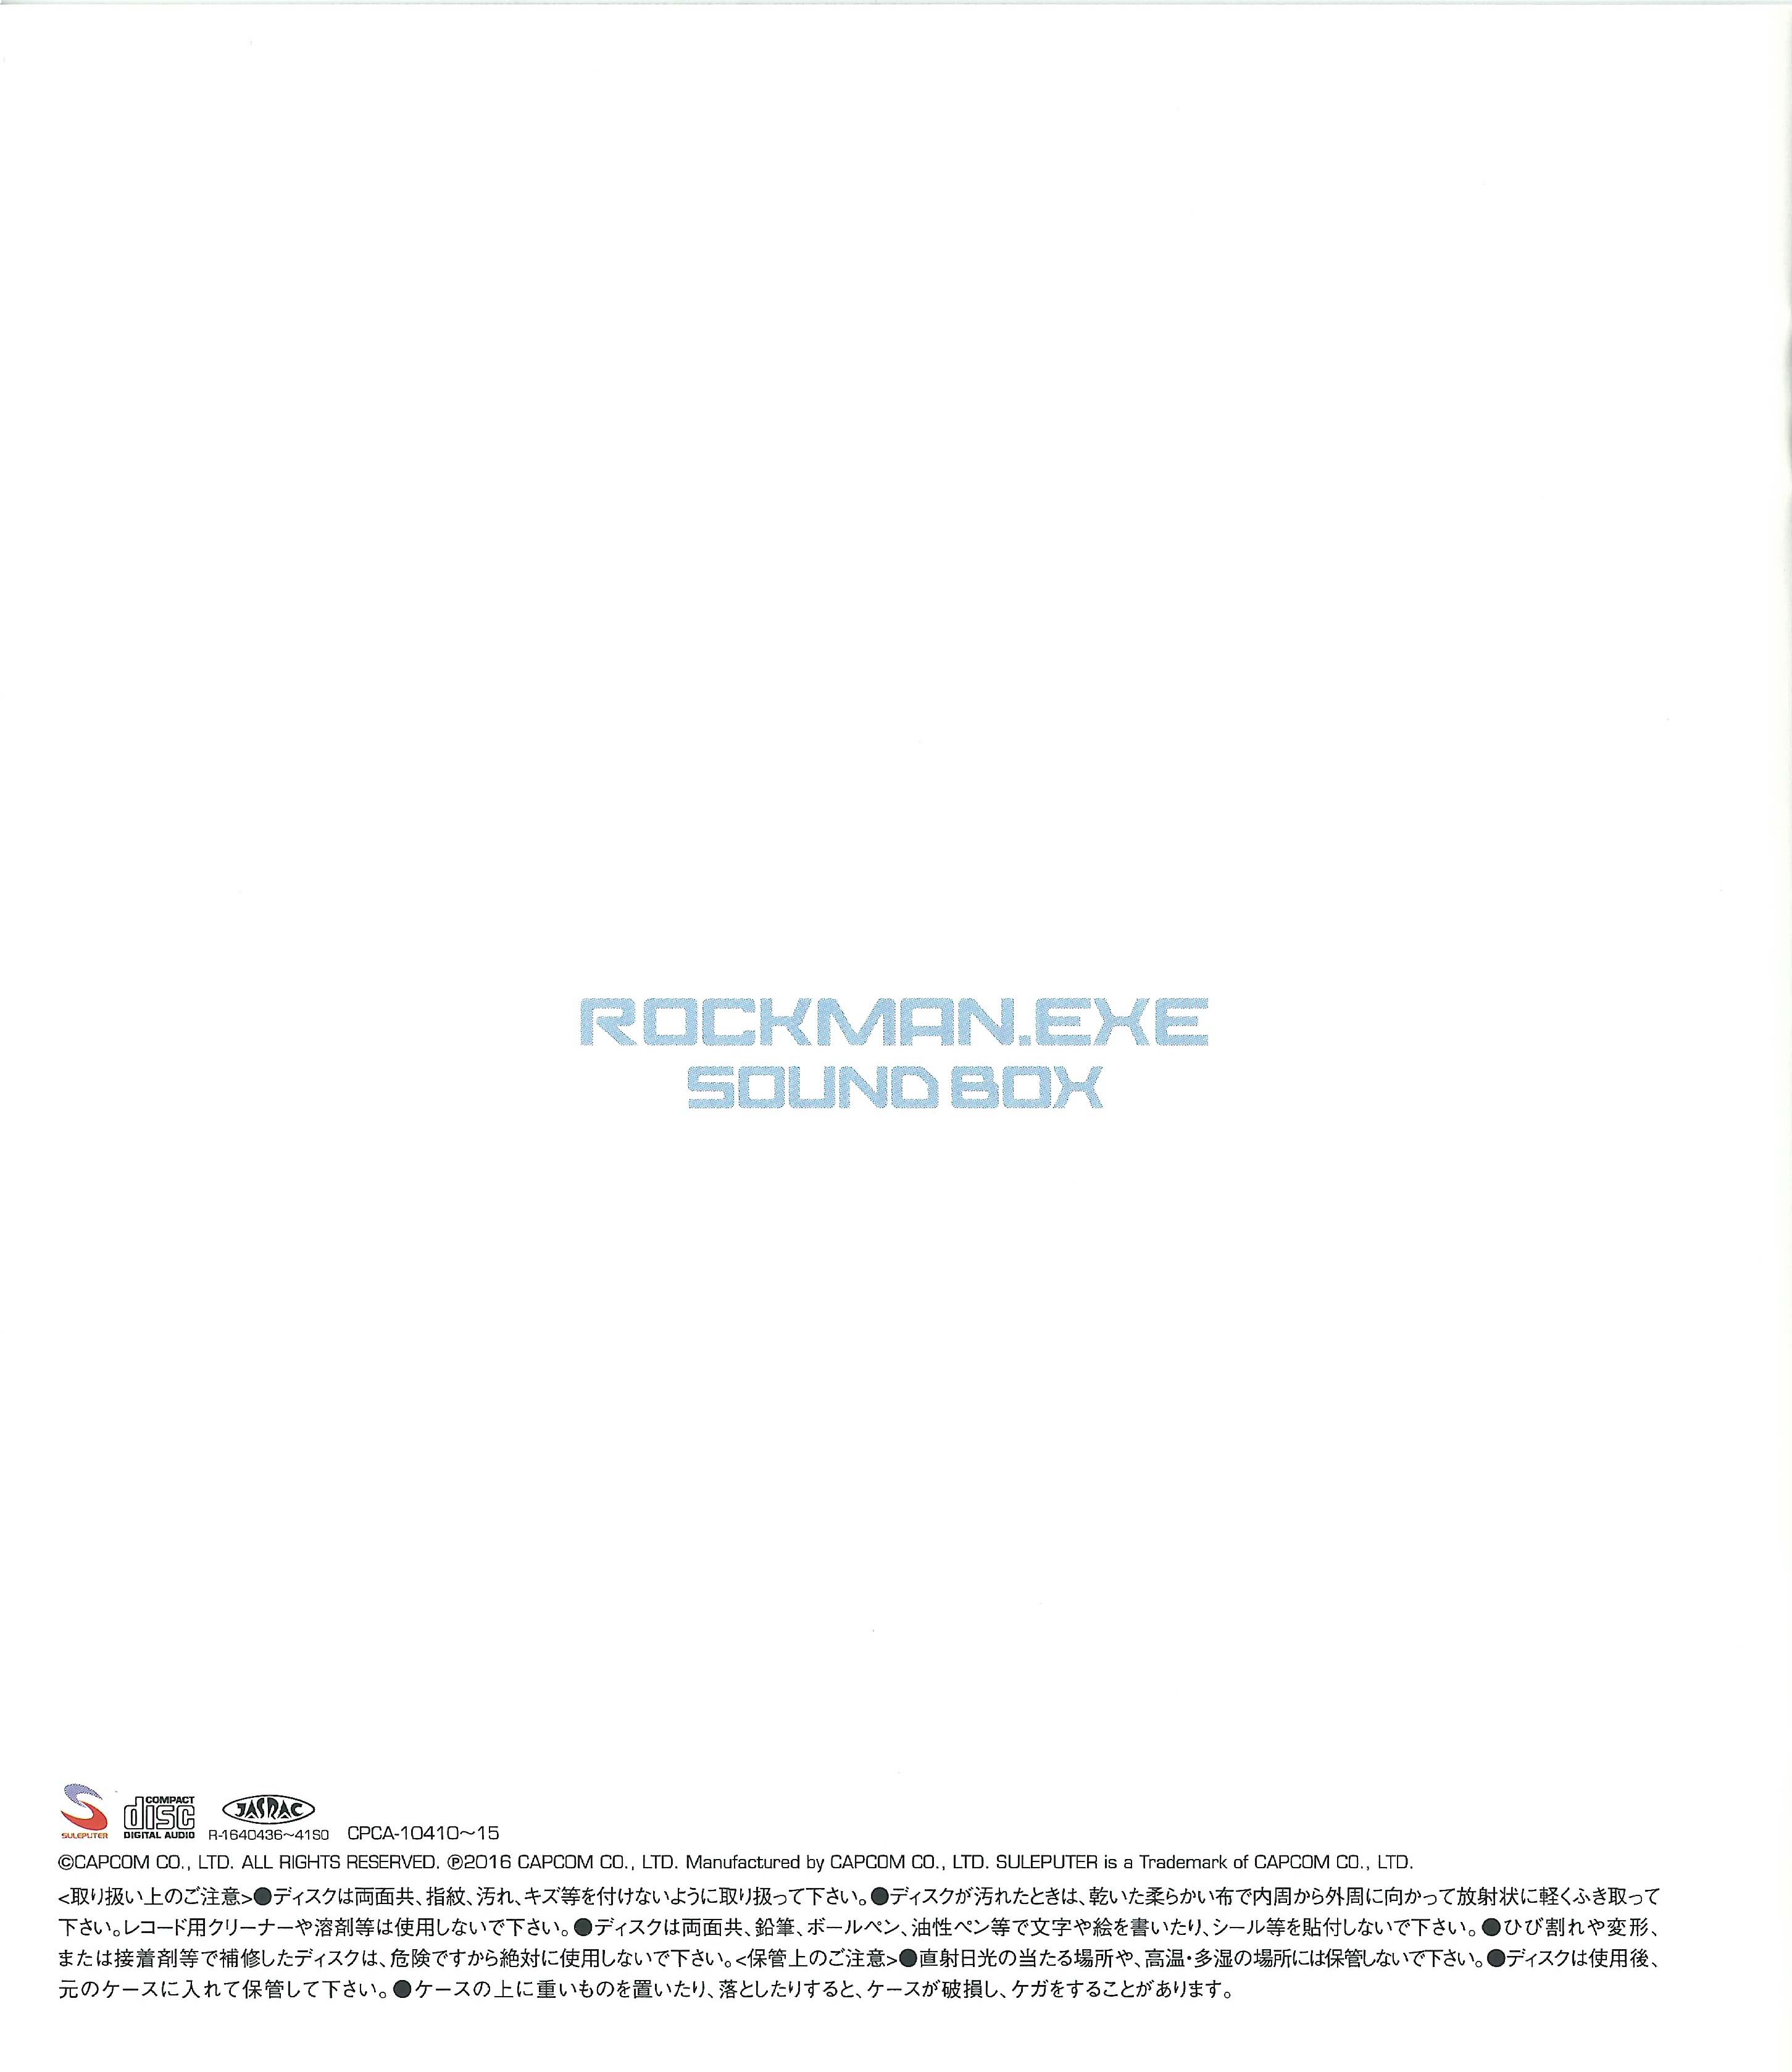 ROCKMAN.EXE
SOUND BOX
SULEPUTER
COMPACT
disc
DIGITAL AUDIO
JASRAC
R-1640436～41S0 CPCA-10410～15
©CAPCOM CO., LTD. ALL RIGHTS RESERVED. ℗2016 CAPCOM CO., LTD. Manufactured by CAPCOM CO., LTD. SULEPUTER is a Trademark of CAPCOM CO., LTD.
<取り扱い上のご注意>●ディスクは両面共、指紋、汚れ、キズ等を付けないように取り扱って下さい。●ディスクが汚れたときは、乾いた柔らかい布で内周から外周に向かって放射状に軽くふき取って
下さい。レコード用クリーナーや溶剤等は使用しないで下さい。●ディスクは両面共、鉛筆、ボールペン、油性ペン等で文字や絵を書いたり、シール等を貼付しないで下さい。●ひび割れや変形、
または接着剤等で補修したディスクは、危険ですから絶対に使用しないで下さい。<保管上のご注意>●直射日光の当たる場所や、高温・多湿の場所には保管しないで下さい。●ディスクは使用後、
元のケースに入れて保管して下さい。●ケースの上に重いものを置いたり、落としたりすると、ケースが破損し、ケガをすることがあります。